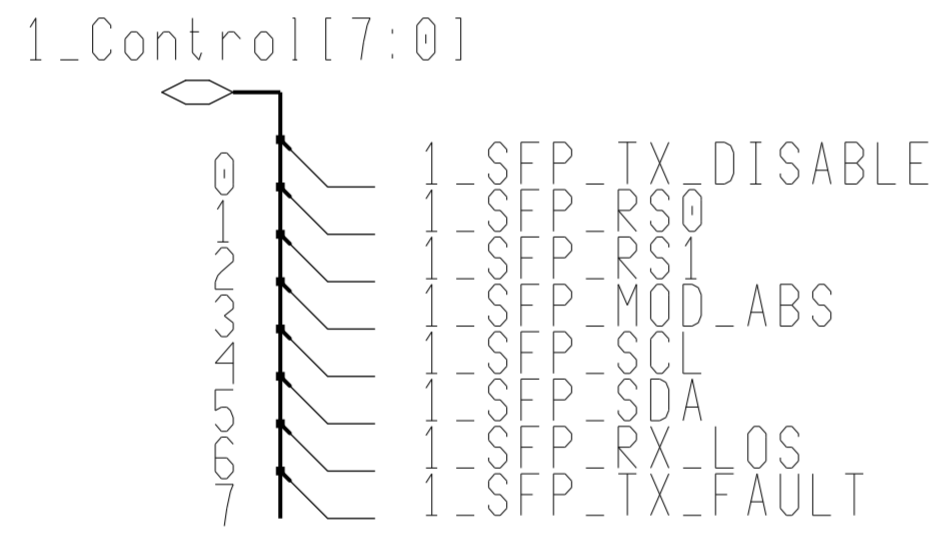 1_Control[7:0]
0 1_SFP_TX_DISABLE
1 1_SFP_RS0
2 1_SFP_RS1
3 1_SFP_MOD_ABS
4 1_SFP_SCL
5 1_SFP_SDA
6 1_SFP_RX_LOS
7 1_SFP_TX_FAULT